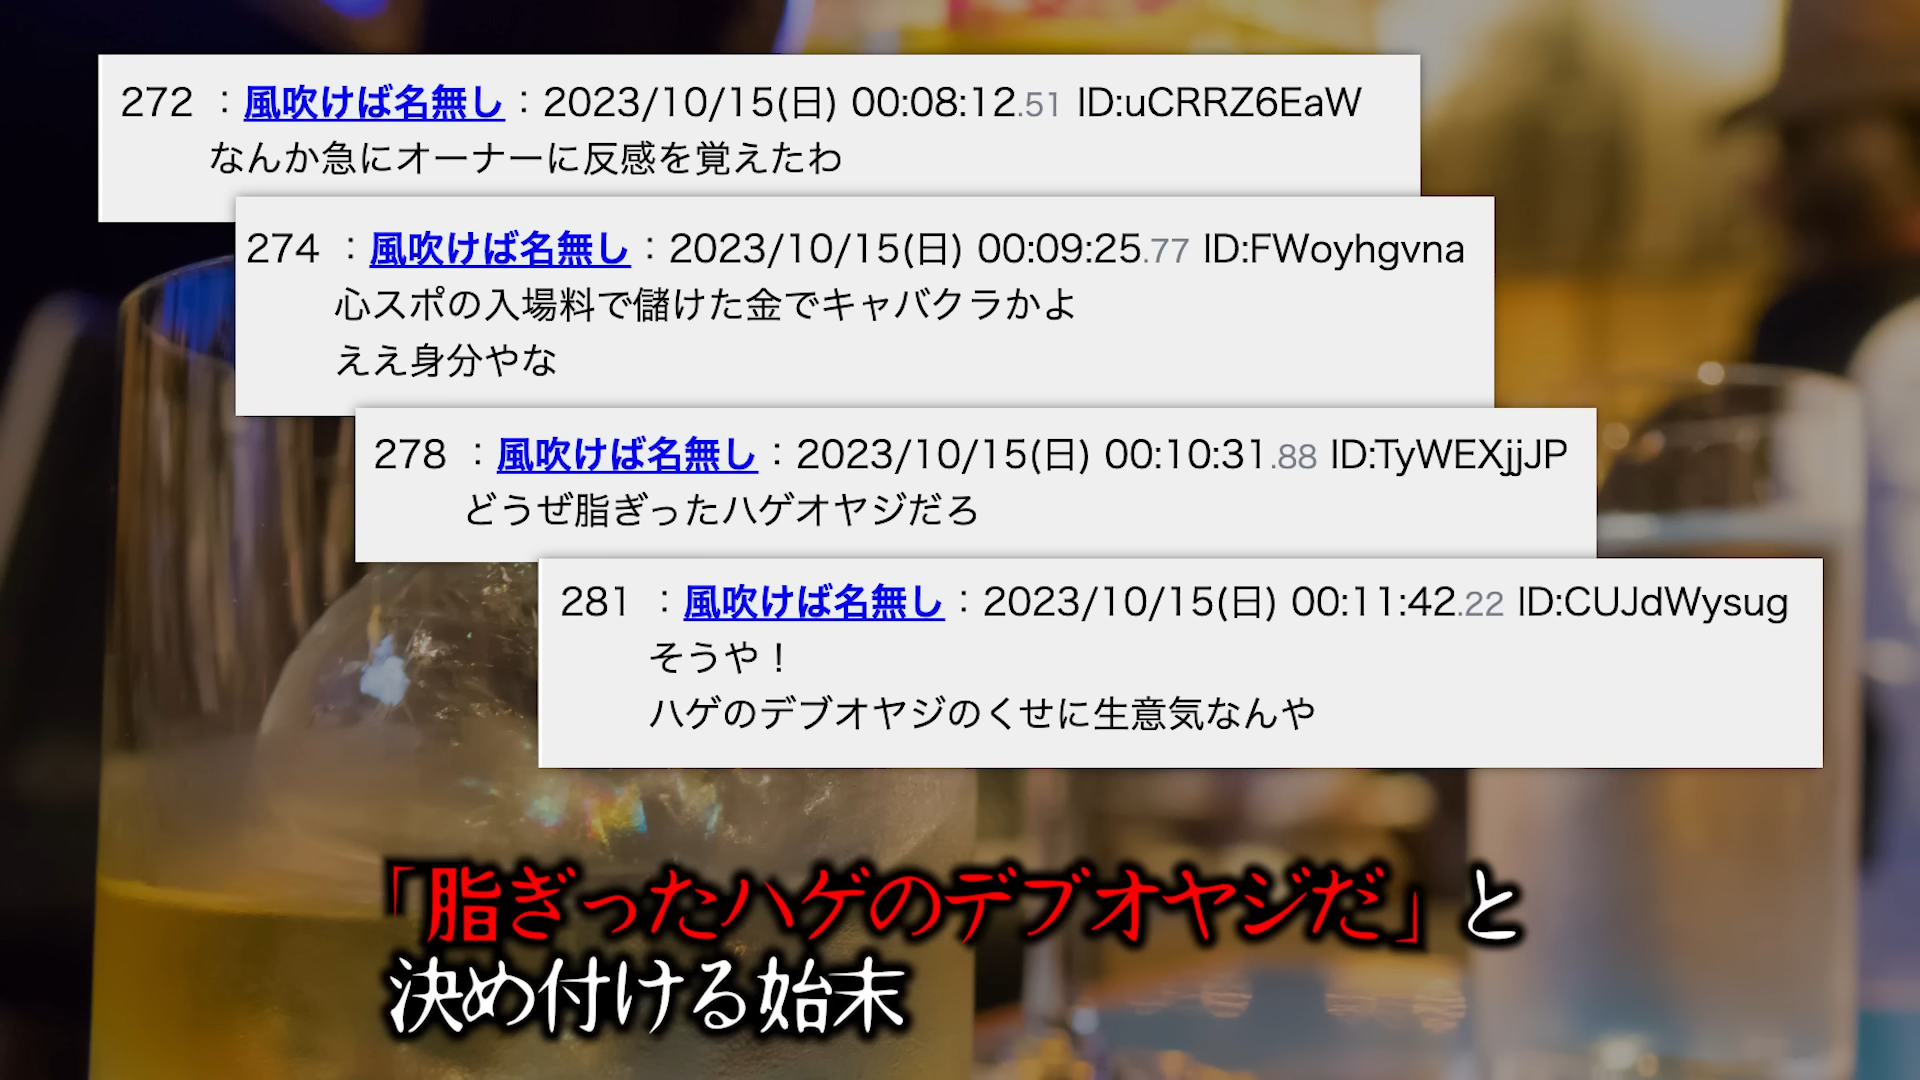 272 ：風吹けば名無し：2023/10/15(日) 00:08:12.51 ID:uCRRZ6EaW
なんか急にオーナーに反感を覚えたわ
274 ：風吹けば名無し：2023/10/15(日) 00:09:25.77 ID:FWoyhgvna
心スポの入場料で儲けた金でキャバクラかよ
ええ身分やな
278 ：風吹けば名無し：2023/10/15(日) 00:10:31.88 ID:TyWEXjjJP
どうぜ脂ぎったハゲオヤジだろ
281 ：風吹けば名無し：2023/10/15(日) 00:11:42.22 ID:CUJdWysug
そうや！
ハゲのデブオヤジのくせに生意気なんや
「脂ぎったハゲのデブオヤジだ」と
決め付ける始末